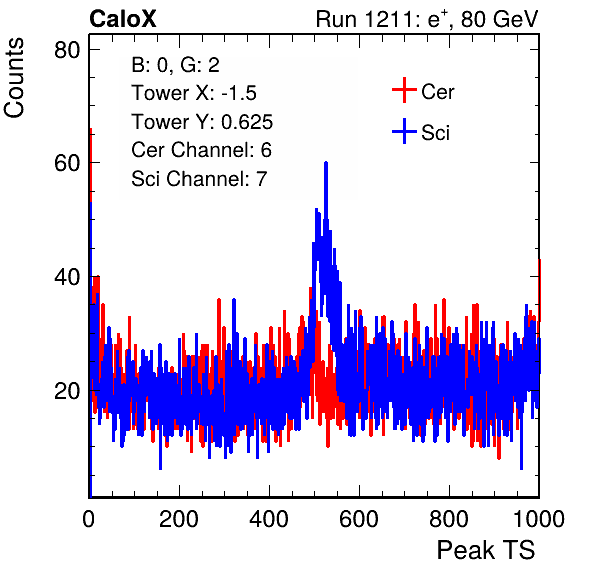 CaloX Run 1211: e⁺, 80 GeV
Counts
80
60
40
20
B: 0, G: 2
Tower X: -1.5
Tower Y: 0.625
Cer Channel: 6
Sci Channel: 7
Cer
Sci
0 200 400 600 800 1000
Peak TS